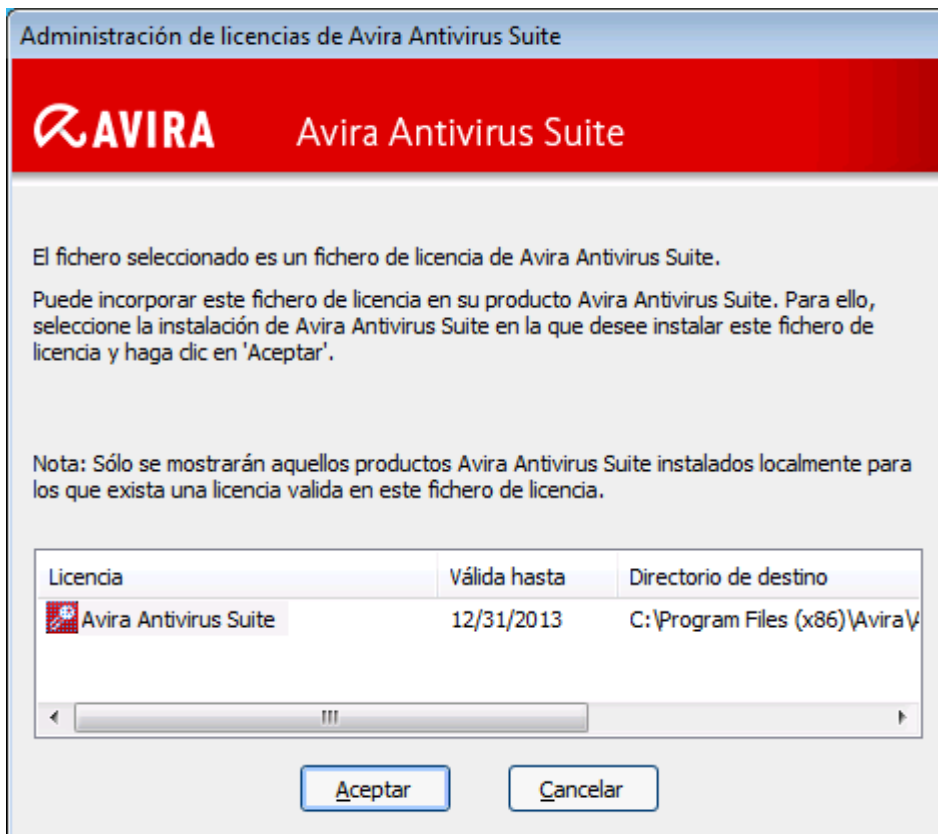 Administración de licencias de Avira Antivirus Suite
AVIRA Avira Antivirus Suite
El fichero seleccionado es un fichero de licencia de Avira Antivirus Suite.
Puede incorporar este fichero de licencia en su producto Avira Antivirus Suite. Para ello,
seleccione la instalación de Avira Antivirus Suite en la que desee instalar este fichero de
licencia y haga clic en 'Aceptar'.
Nota: Sólo se mostrarán aquellos productos Avira Antivirus Suite instalados localmente para
los que exista una licencia valida en este fichero de licencia.
Licencia Válida hasta Directorio de destino
Avira Antivirus Suite 12/31/2013 C:\Program Files (x86)\Avira\
Aceptar Cancelar